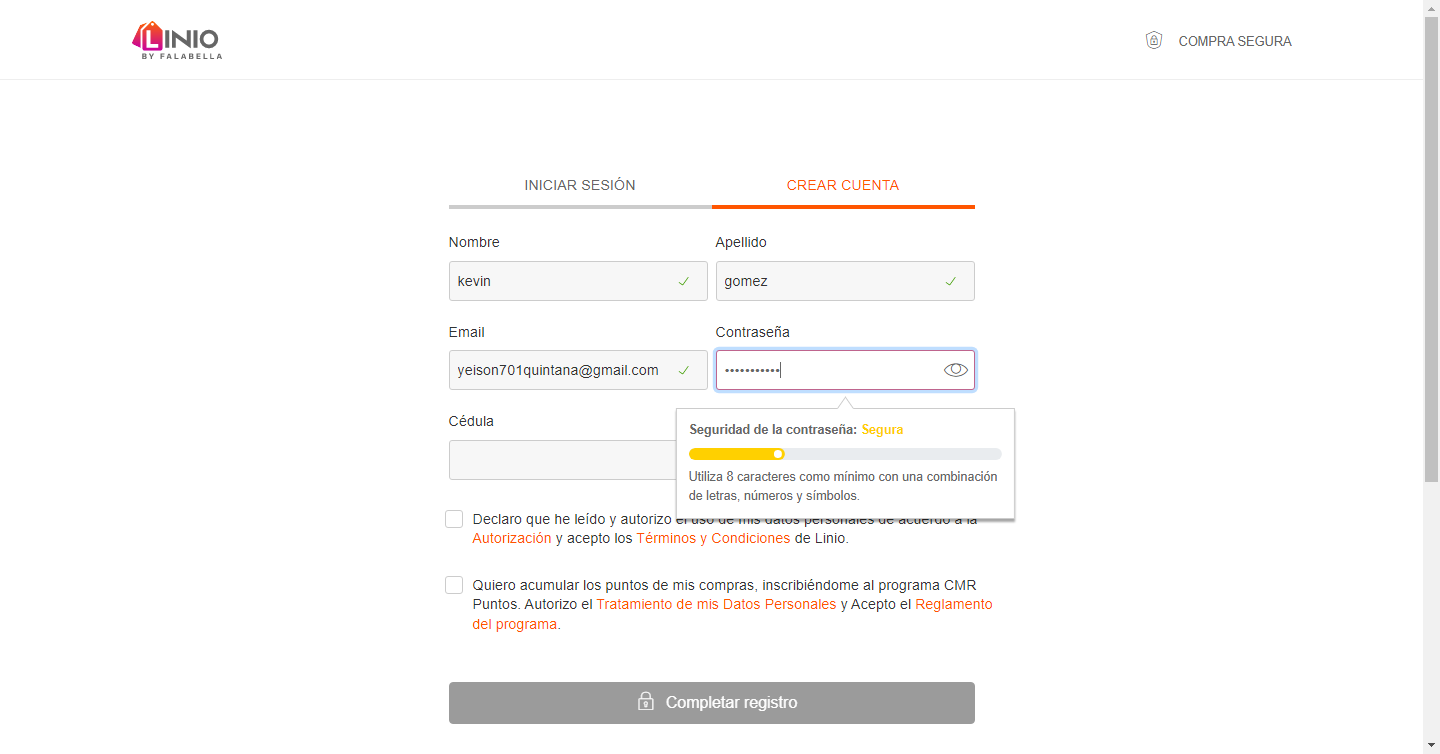 LINIO
BY FALABELLA
COMPRA SEGURA
INICIAR SESIÓN
CREAR CUENTA
Nombre
Apellido
kevin
gomez
Email
Contraseña
yeison701quintana@gmail.com
•••••••••••
Cédula
Seguridad de la contraseña: Segura
Utiliza 8 caracteres como mínimo con una combinación
de letras, números y símbolos.
Declaro que he leído y autorizo el uso de mis datos personales de acuerdo a la
Autorización y acepto los Términos y Condiciones de Linio.
Quiero acumular los puntos de mis compras, inscribiéndome al programa CMR
Puntos. Autorizo el Tratamiento de mis Datos Personales y Acepto el Reglamento
del programa.
Completar registro